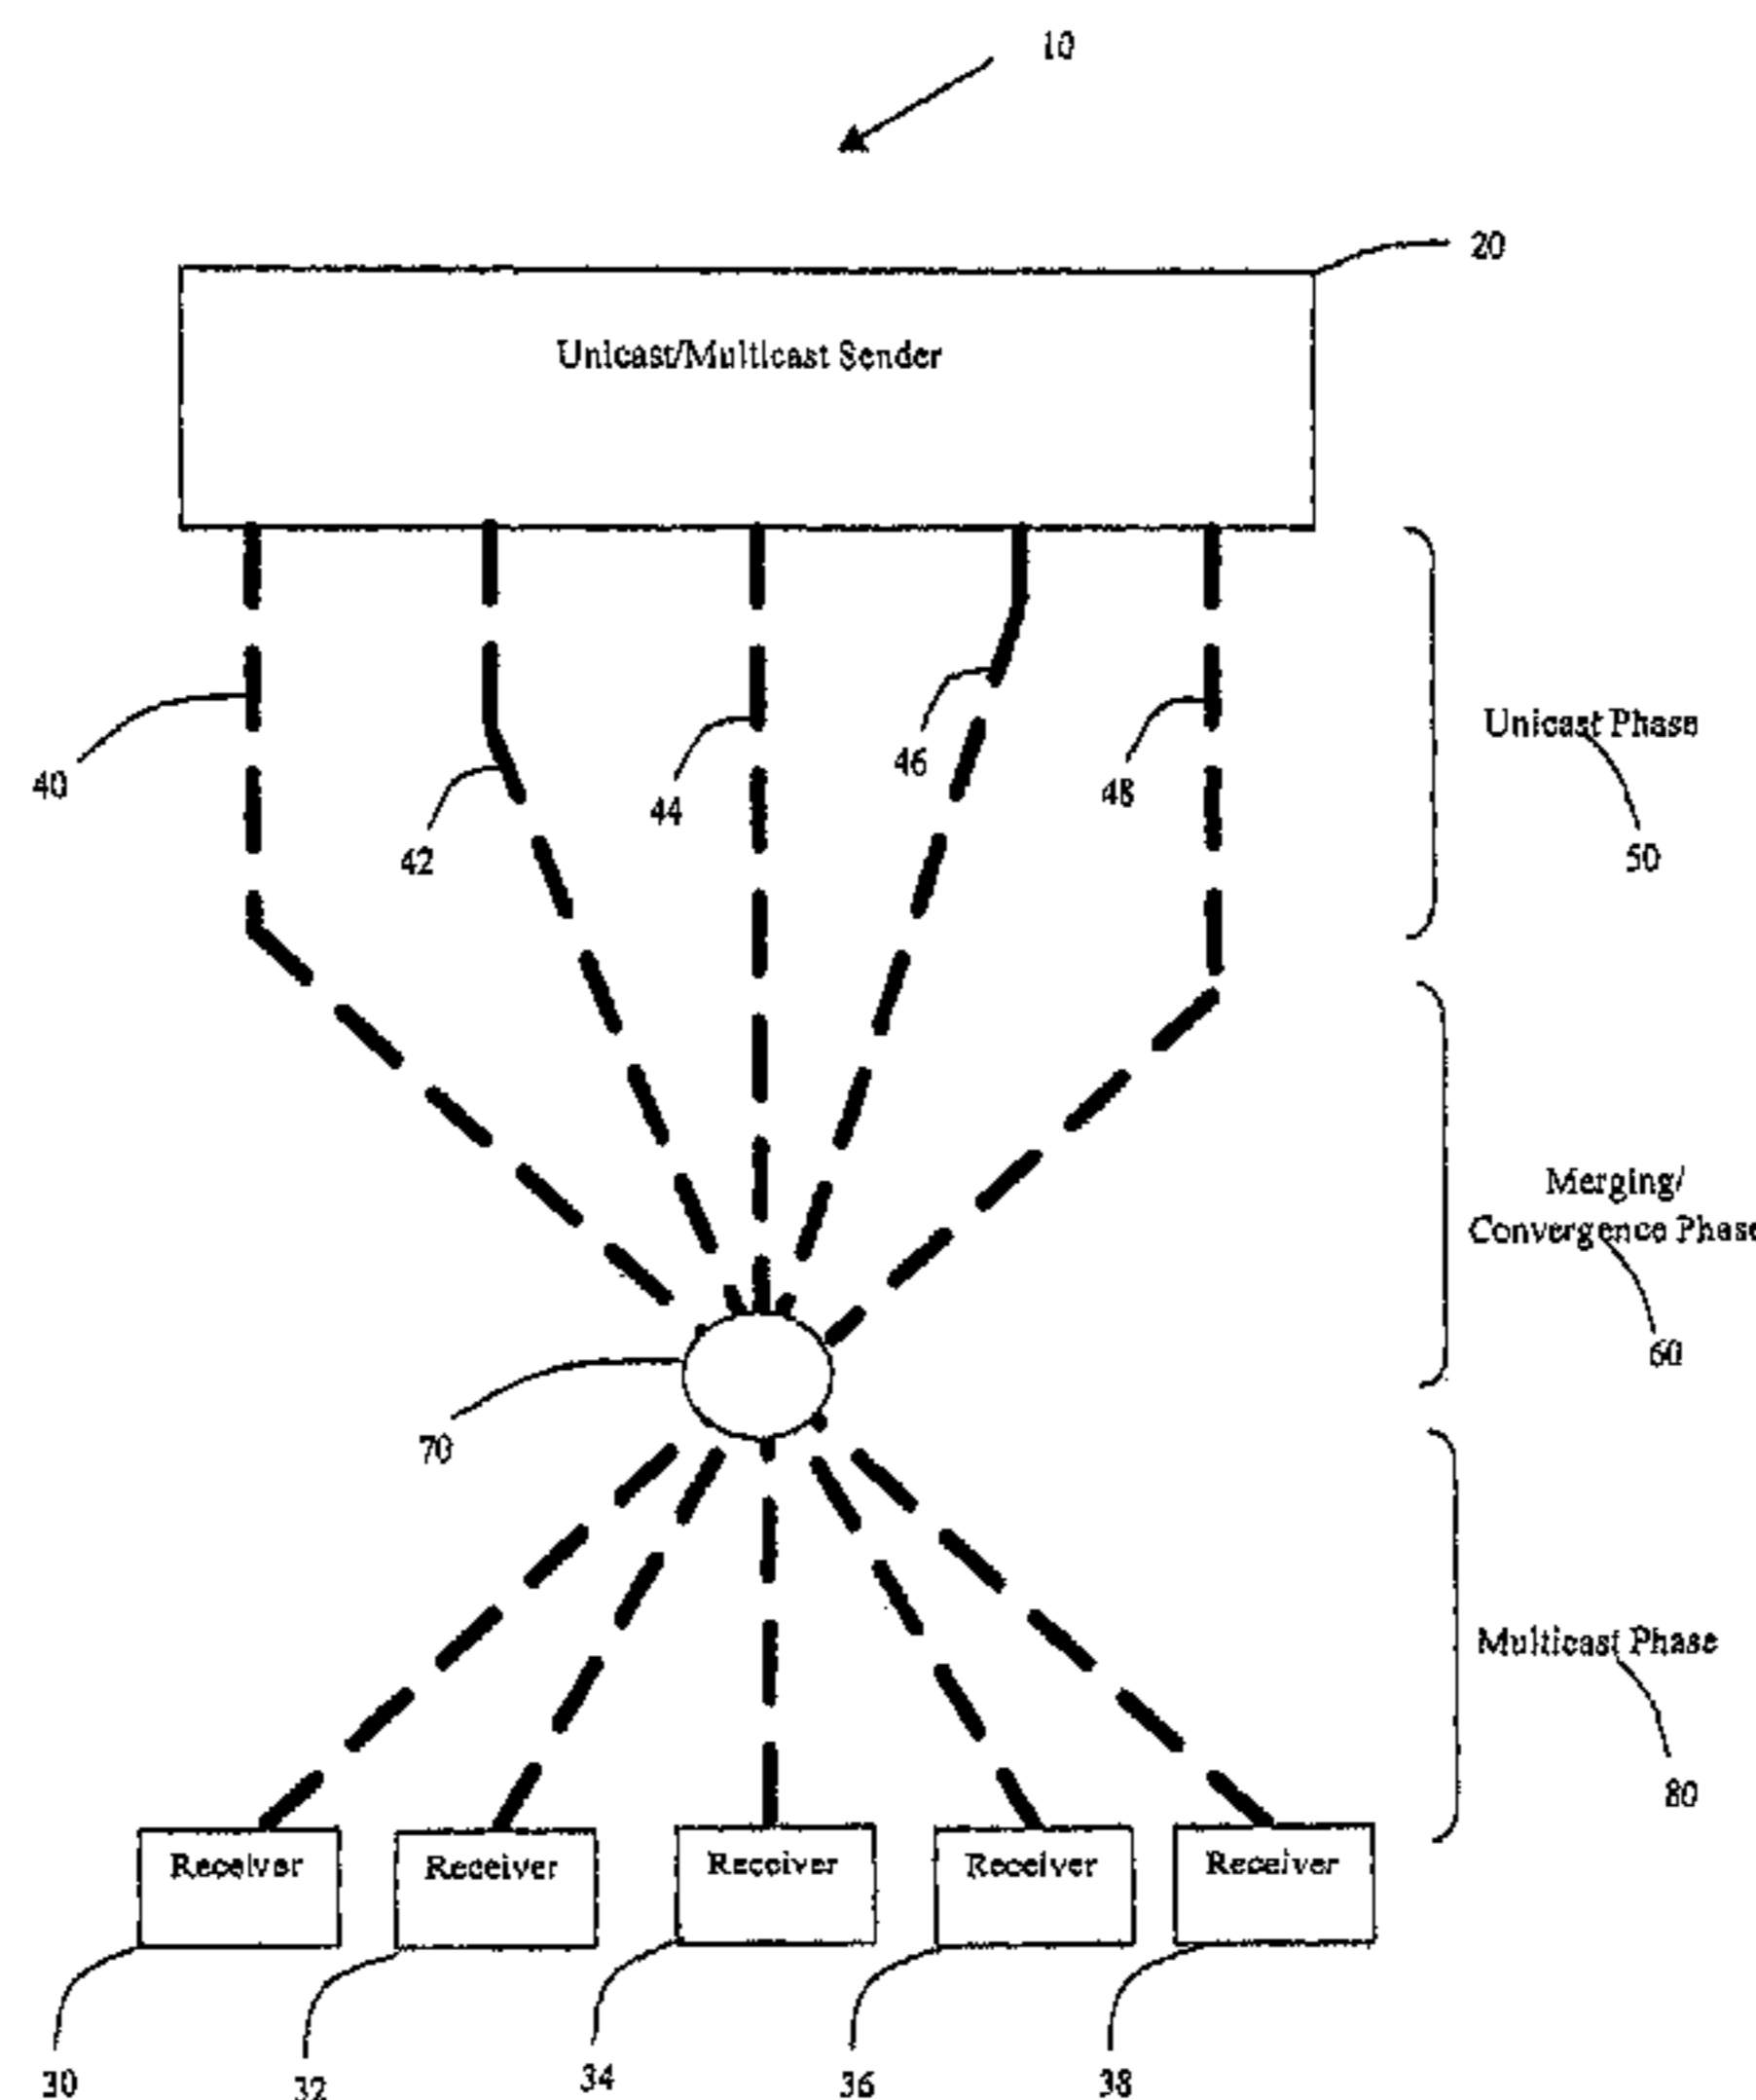 10
20
Unicast/Multicast Sender
40
42
44
46
48
Unicast Phase
50
Merging/
Convergence Phase
60
70
Multicast Phase
80
Receiver
Receiver
Receiver
Receiver
Receiver
30
32
34
36
38